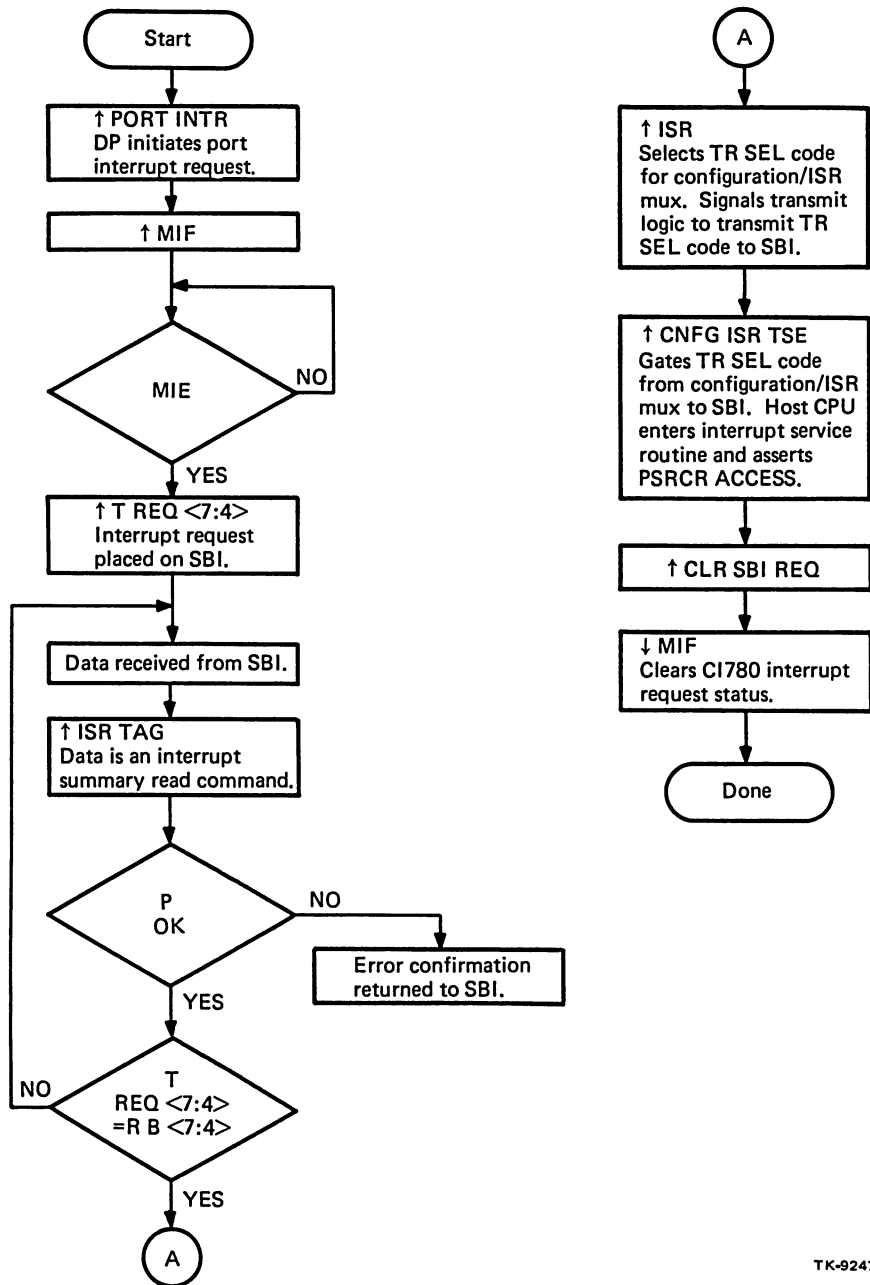 Start
↑ PORT INTR
DP initiates port
interrupt request.
↑ MIF
MIE
NO
YES
↑ T REQ <7:4>
Interrupt request
placed on SBI.
Data received from SBI.
↑ ISR TAG
Data is an interrupt
summary read command.
P
OK
NO
Error confirmation
returned to SBI.
YES
T
REQ <7:4>
=R B <7:4>
NO
YES
A
A
↑ ISR
Selects TR SEL code
for configuration/ISR
mux. Signals transmit
logic to transmit TR
SEL code to SBI.
↑ CNFG ISR TSE
Gates TR SEL code
from configuration/ISR
mux to SBI. Host CPU
enters interrupt service
routine and asserts
PSRCR ACCESS.
↑ CLR SBI REQ
↓ MIF
Clears CI780 interrupt
request status.
Done
TK-9247